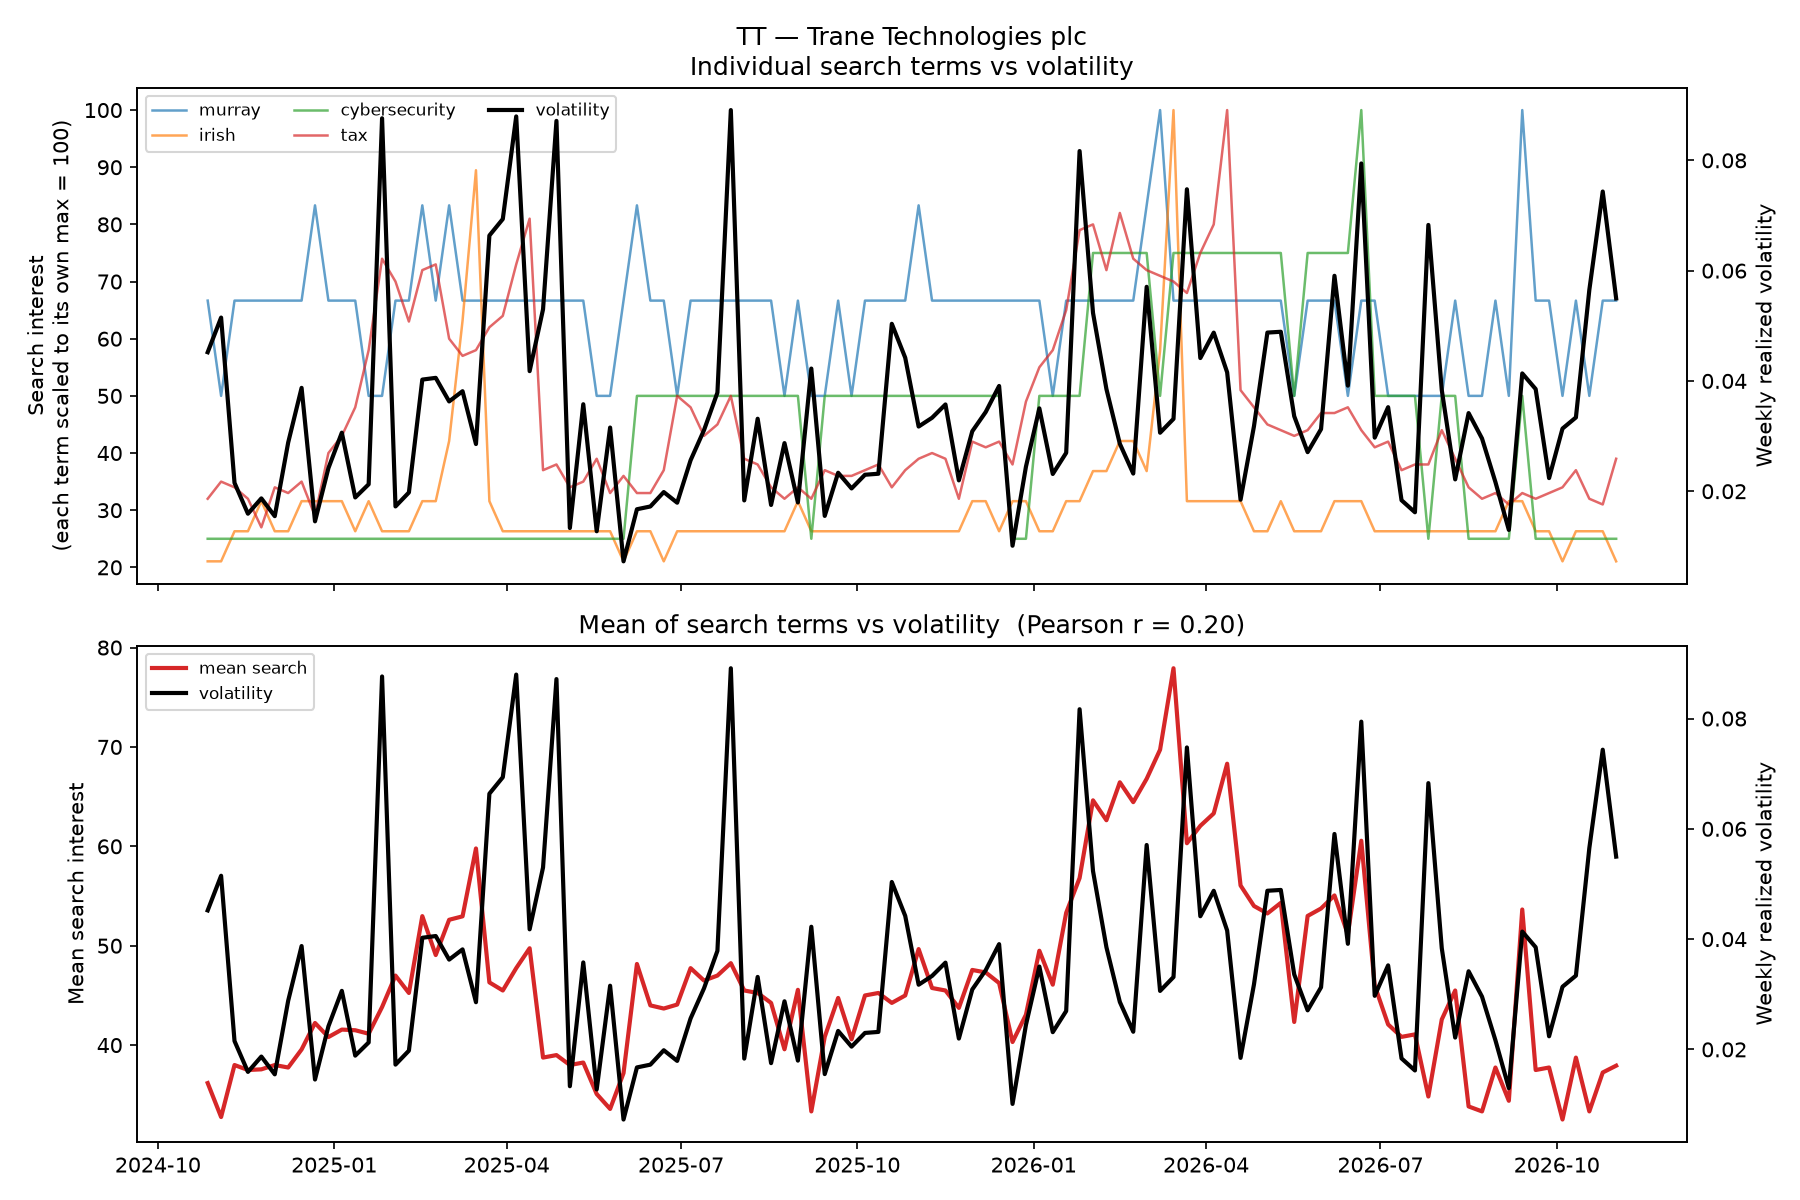 TT — Trane Technologies plc
Individual search terms vs volatility
murray
irish
cybersecurity
tax
volatility
Search interest
(each term scaled to its own max = 100)
100
90
80
70
60
50
40
30
20
0.08
0.06
0.04
0.02
Weekly realized volatility
Mean of search terms vs volatility (Pearson r = 0.20)
mean search
volatility
Mean search interest
80
70
60
50
40
0.08
0.06
0.04
0.02
Weekly realized volatility
2024-10
2025-01
2025-04
2025-07
2025-10
2026-01
2026-04
2026-07
2026-10